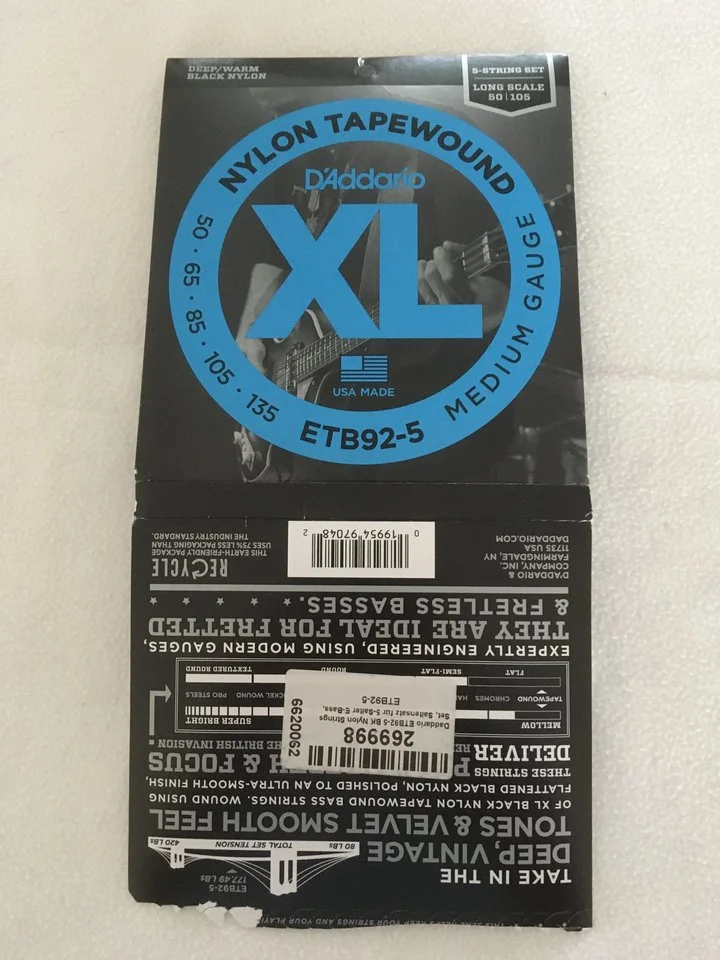 DEEP/WARM
BLACK NYLON
5-STRING SET
LONG SCALE
50 | 105
NYLON TAPEWOUND
D'Addario
XL
50 · 65 · 85 · 105 · 135
MEDIUM GAUGE
USA MADE
ETB92-5
TAKE IN THE
DEEP, VINTAGE
TONES & VELVET SMOOTH FEEL
OF XL BLACK NYLON TAPEWOUND BASS STRINGS. WOUND USING
FLATTENED BLACK NYLON, POLISHED TO AN ULTRA-SMOOTH FINISH,
THESE STRINGS
DELIVER
& FOCUS
THE BRITISH INVASION
ETB92-5
177.49 LBs
80 LBs
TOTAL SET TENSION
420 LBs
MELLOW
SUPER BRIGHT
TAPEWOUND
CHROMES
PRO STEELS
FLAT
SEMI-FLAT
ROUND
TEXTURED ROUND
269998
Daddario ETB92-5 BK Nylon Strings
Set, Saitensatz für 5-Saiter E-Bass,
ETB92-5
6620062
EXPERTLY ENGINEERED, USING MODERN GAUGES,
THEY ARE IDEAL FOR FRETTED
& FRETLESS BASSES.
D'ADDARIO &
COMPANY, INC.
FARMINGDALE, NY,
11735 USA
DADDARIO.COM
0 19954 97048 2
RECYCLE
THIS EARTH-FRIENDLY PACKAGE
USES 75% LESS PACKAGING THAN
THE INDUSTRY STANDARD.